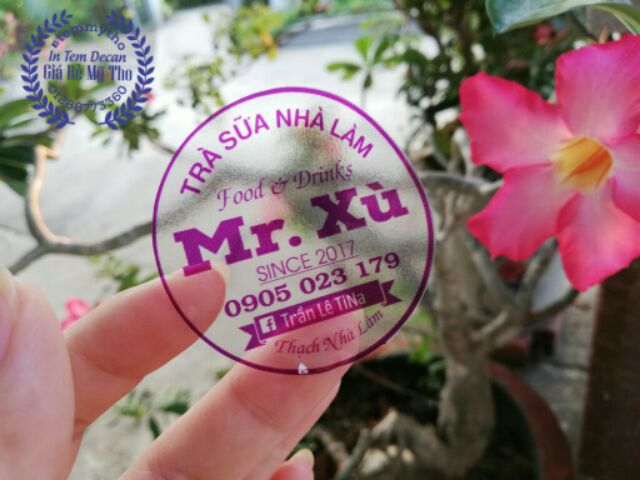 In Tem Decan
Giá Rẻ Mỹ Tho
TRÀ SỮA NHÀ LÀM
Food & Drinks
Mr. Xù
SINCE 2017
0905 023 179
f Trần Lê TiNa
Thạch Nhà Làm